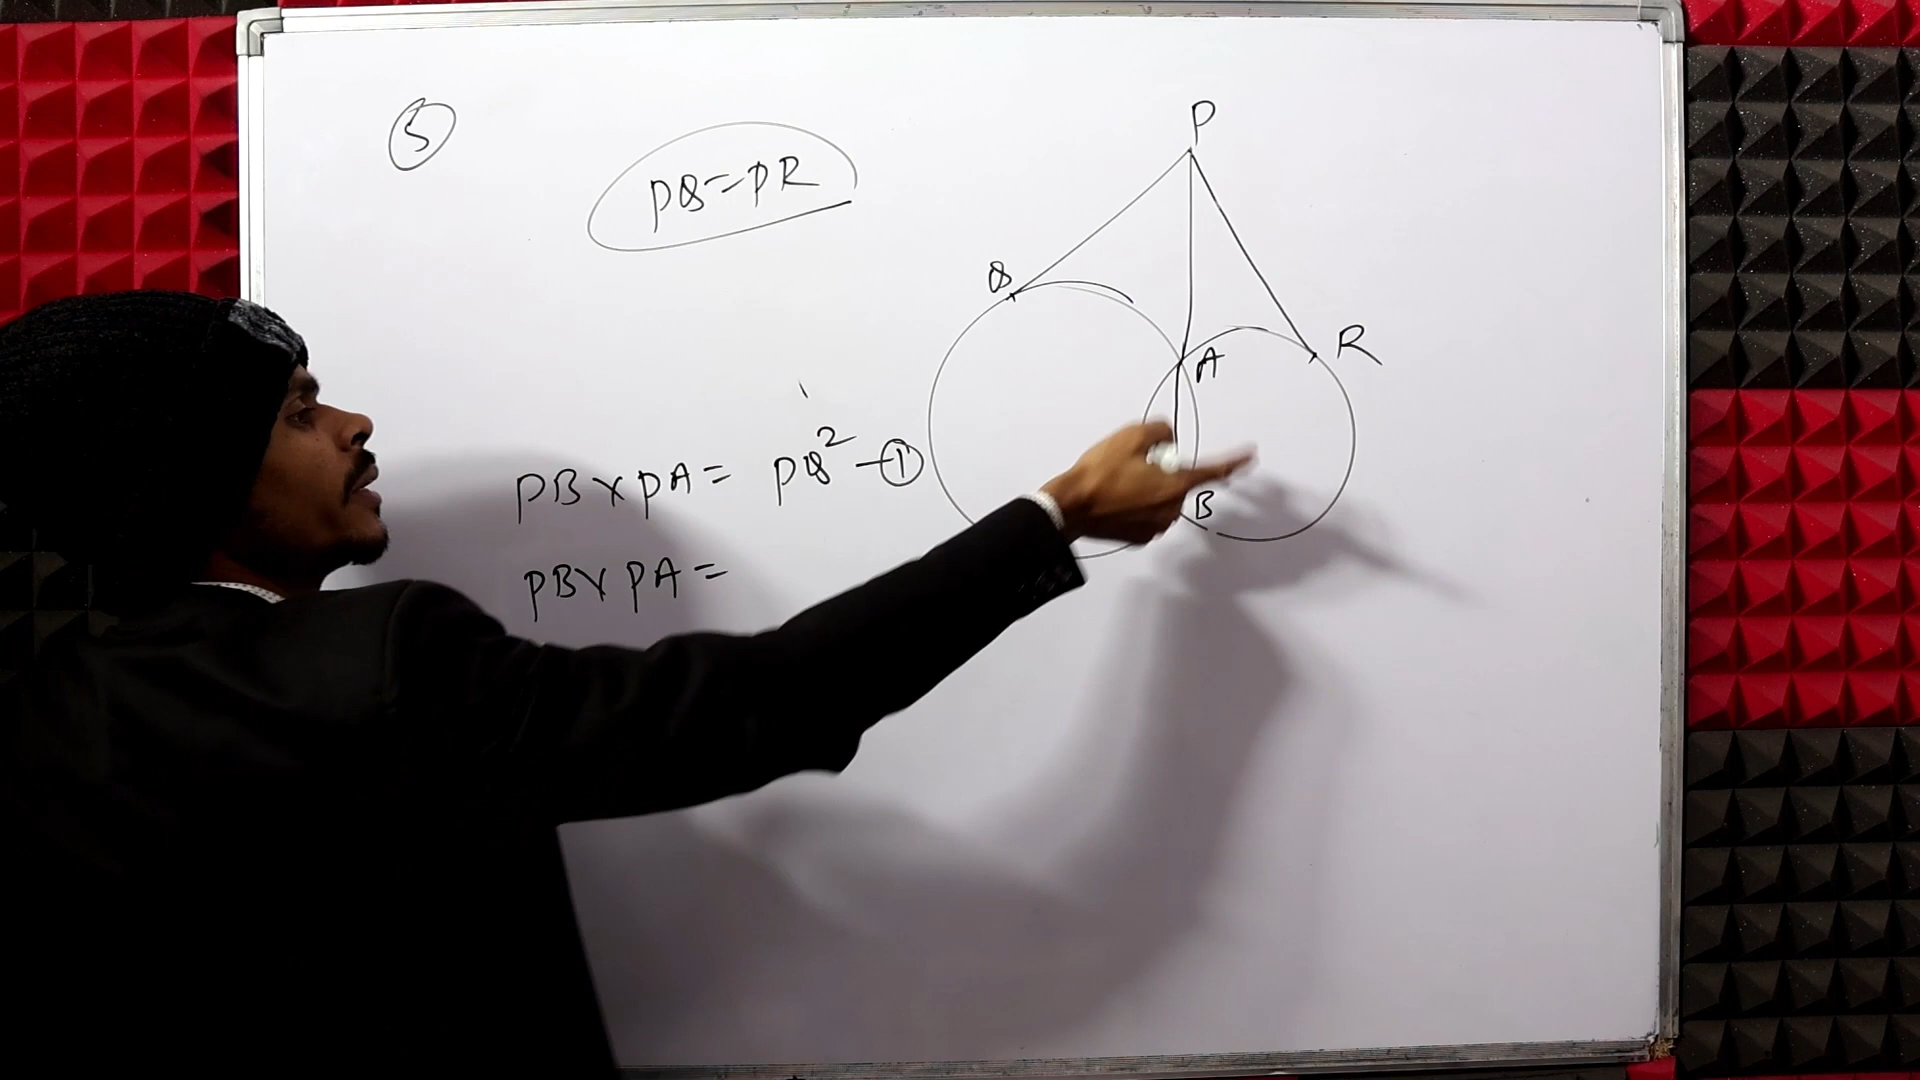 5
PQ=PR
P
Q
A
R
B
PB×PA = PQ² —①
PB×PA =